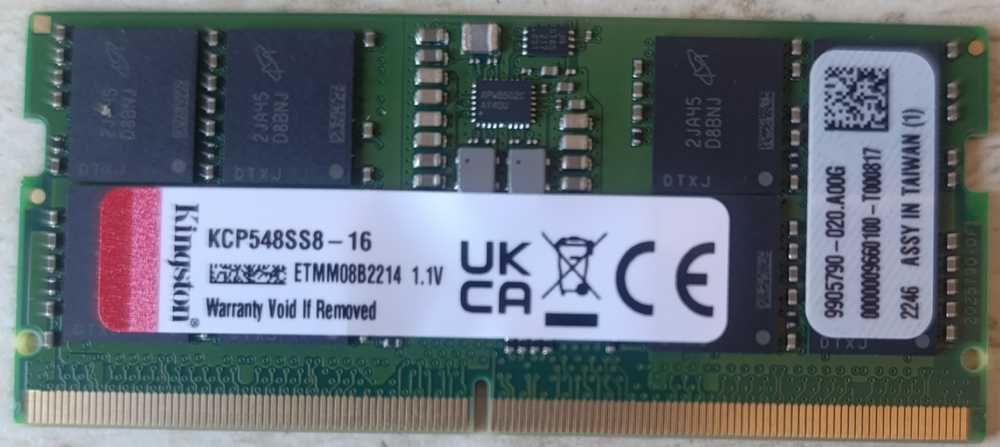 2JA45
D8BNJ
2JA45
D8BNJ
2JA45
D8BNJ
DTXJ
DTXJ
DTXJ
Kingston®
KCP548SS8-16
ETMM08B2214 1.1V
Warranty Void If Removed
UK
CA
CE
9905790-020.A00G
0000009660180-T000817
2246 ASSY IN TAIWAN (1)